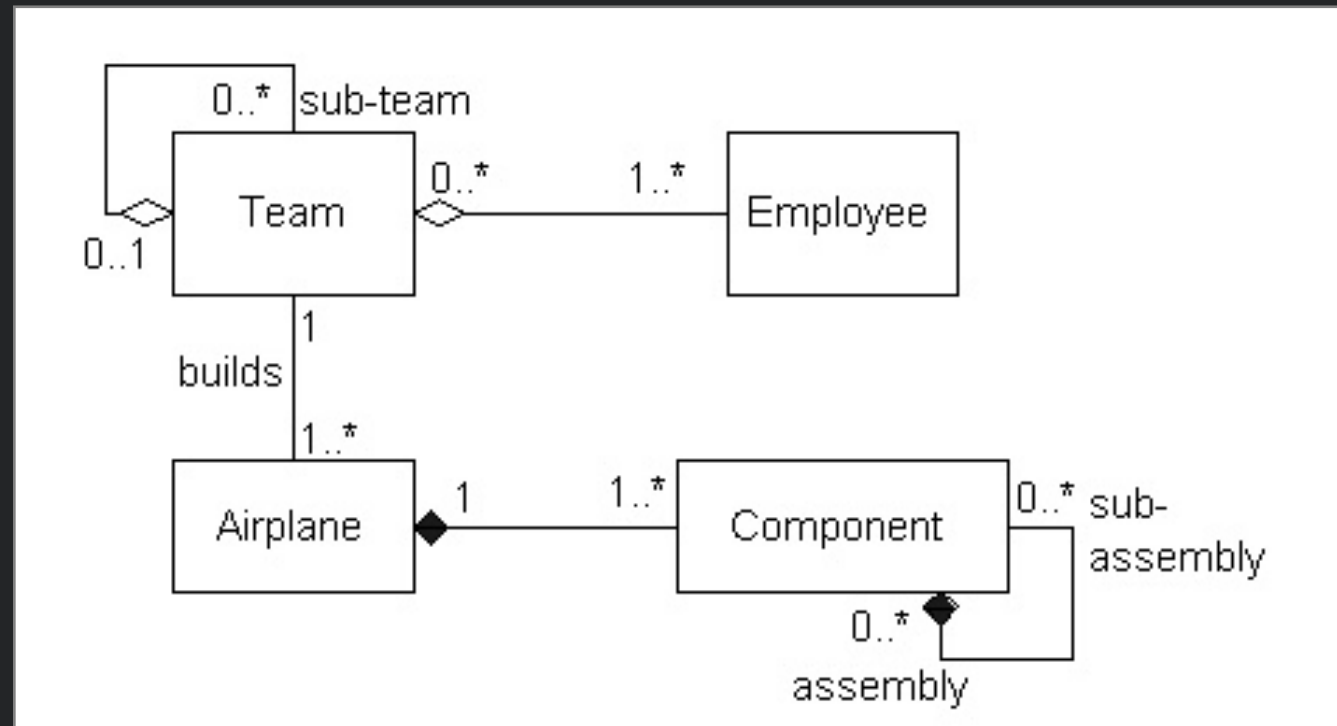 0..* sub-team
0..* 1..*
Team Employee
0..1
1
builds
1..*
1 1..* 0..* sub-
Airplane Component
assembly
0..*
assembly